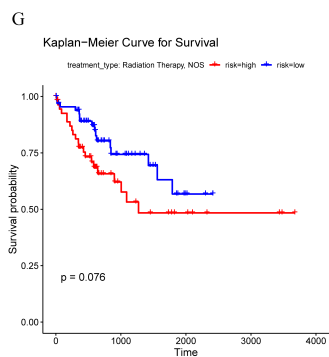 G
Kaplan−Meier Curve for Survival
treatment_type: Radiation Therapy, NOS risk=high risk=low
1.00
0.75
0.50
0.25
0.00
Survival probability
p = 0.076
0 1000 2000 3000 4000
Time